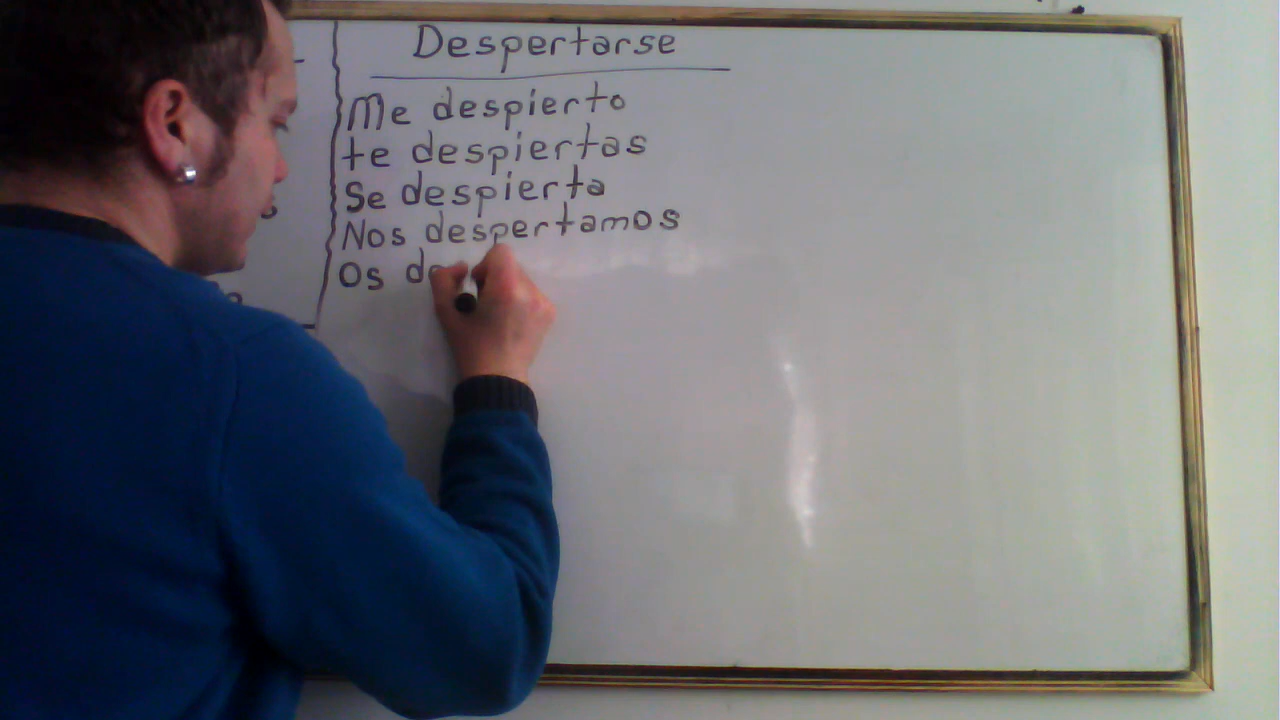 Despertarse
Me despierto
te despiertas
Se despierta
Nos despertamos
Os de